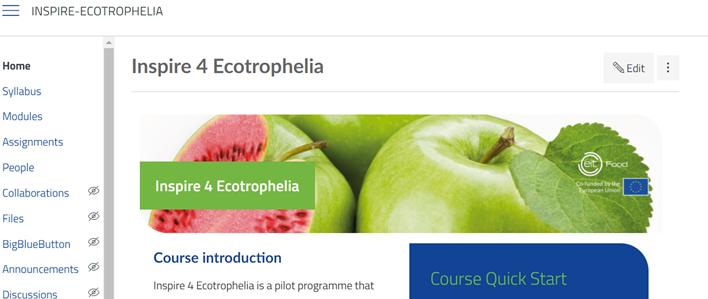 INSPIRE-ECOTROPHELIA
Home
Syllabus
Modules
Assignments
People
Collaborations
Files
BigBlueButton
Announcements
Discussions
Inspire 4 Ecotrophelia
Edit
Inspire 4 Ecotrophelia
eit Food
Co-funded by the
European Union
Course introduction
Inspire 4 Ecotrophelia is a pilot programme that
Course Quick Start